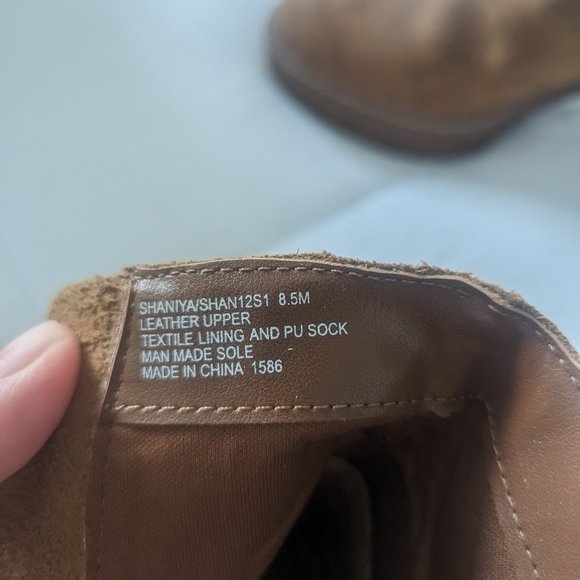 SHANIYA/SHAN12S1 8.5M
LEATHER UPPER
TEXTILE LINING AND PU SOCK
MAN MADE SOLE
MADE IN CHINA 1586